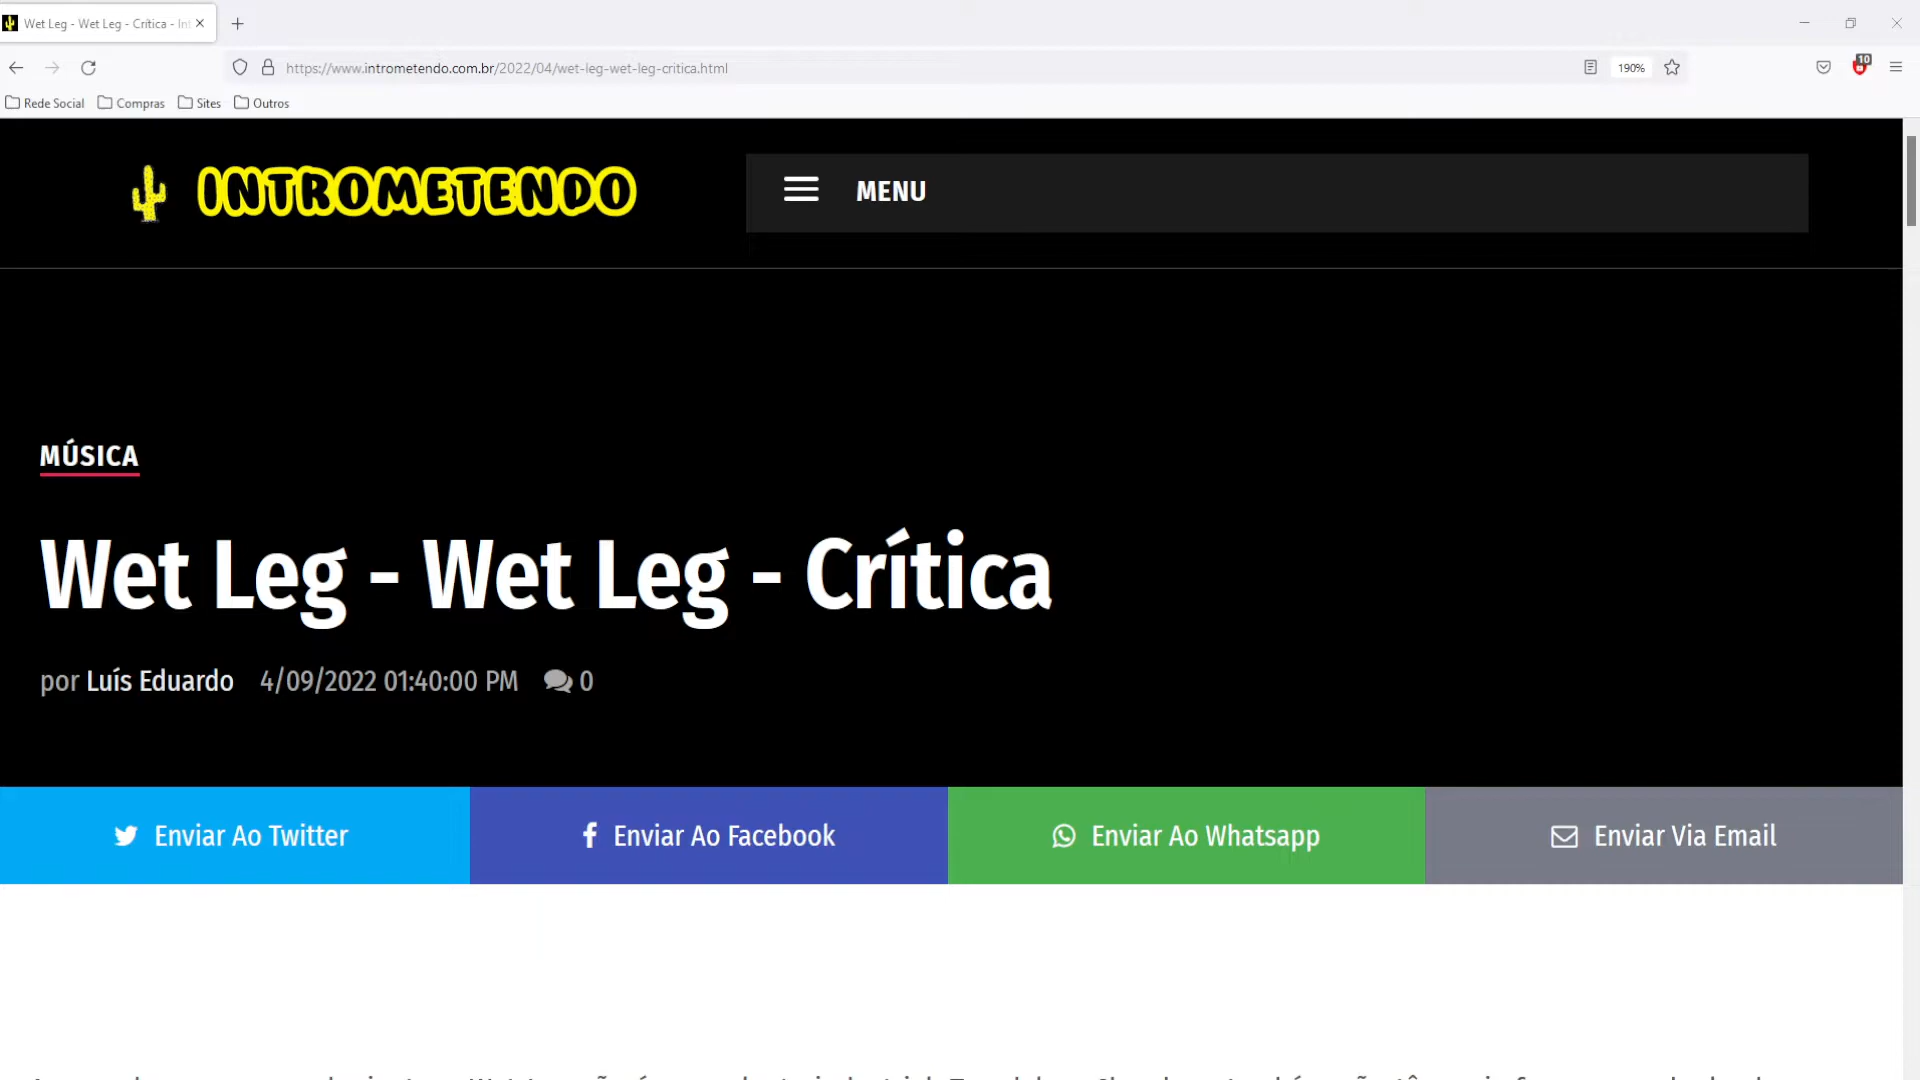 Wet Leg - Wet Leg - Crítica - Int
https://www.intrometendo.com.br/2022/04/wet-leg-wet-leg-critica.html
190%
10
Rede Social
Compras
Sites
Outros
INTROMETENDO
MENU
MÚSICA
Wet Leg - Wet Leg - Crítica
por Luís Eduardo 4/09/2022 01:40:00 PM 0
Enviar Ao Twitter
Enviar Ao Facebook
Enviar Ao Whatsapp
Enviar Via Email